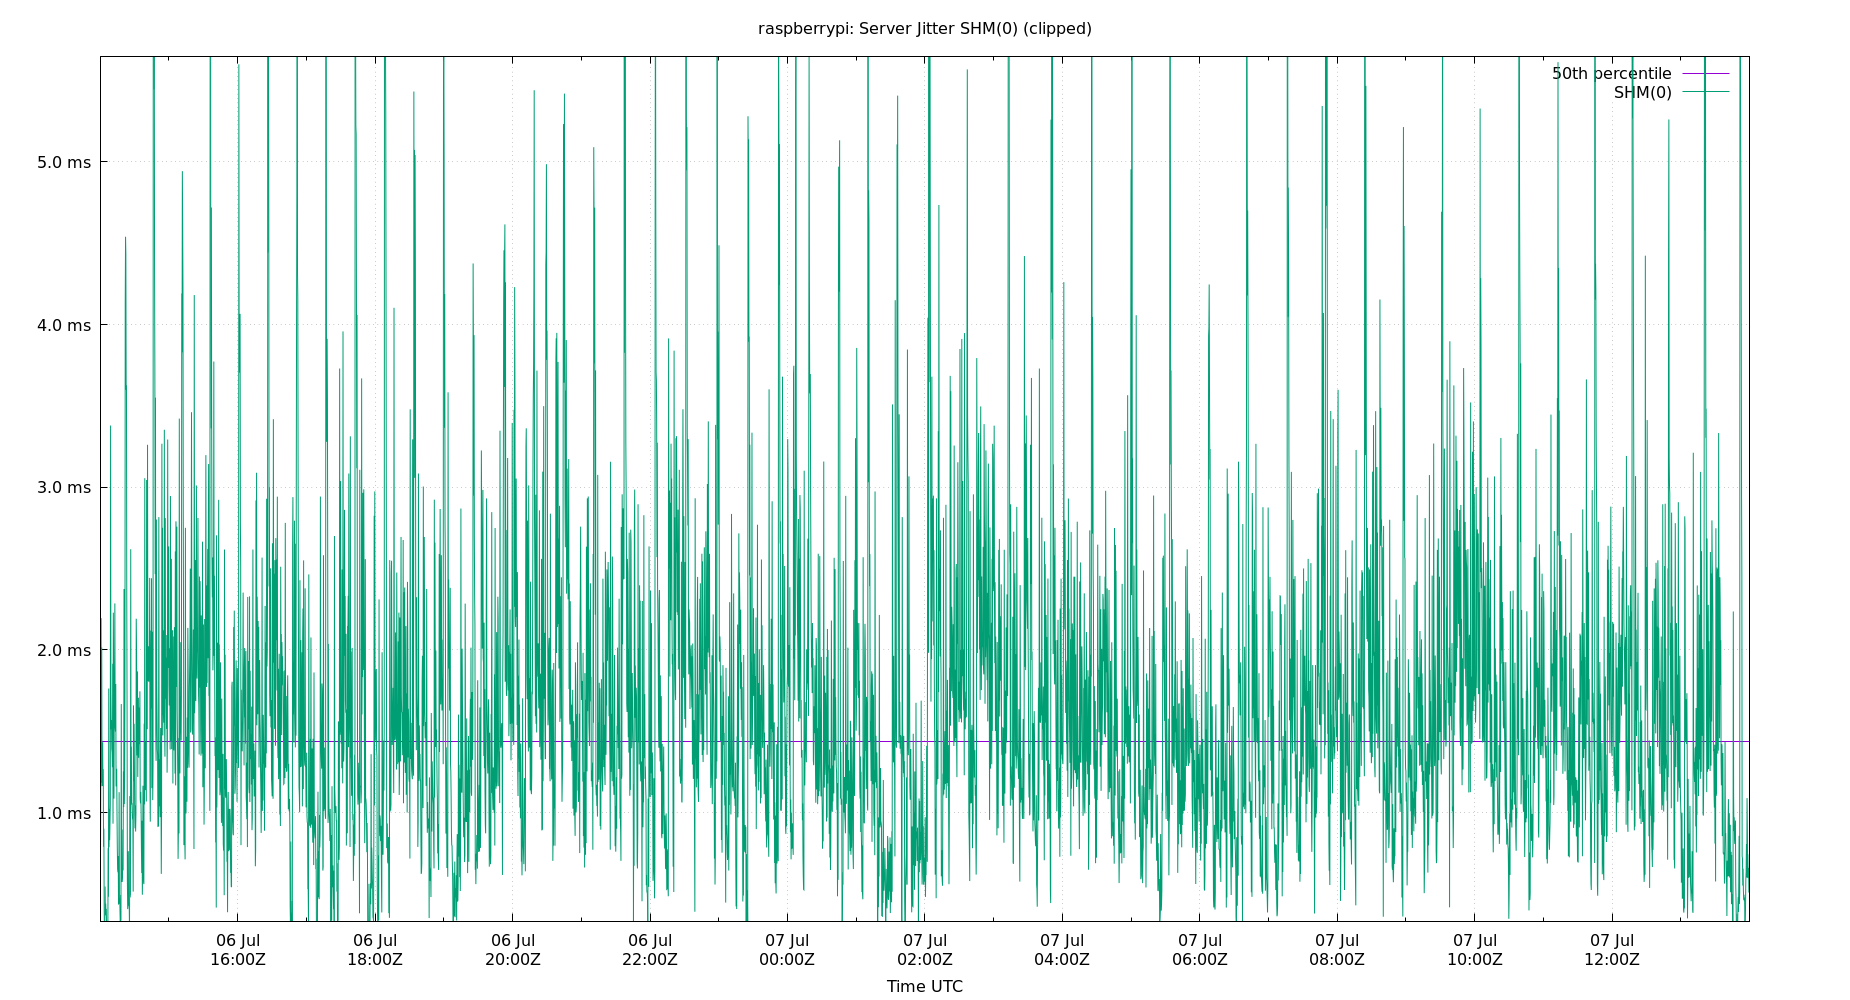 raspberrypi: Server Jitter SHM(0) (clipped)
50th percentile
SHM(0)
5.0 ms
4.0 ms
3.0 ms
2.0 ms
1.0 ms
06 Jul 06 Jul 06 Jul 06 Jul 07 Jul 07 Jul 07 Jul 07 Jul 07 Jul 07 Jul 07 Jul
16:00Z 18:00Z 20:00Z 22:00Z 00:00Z 02:00Z 04:00Z 06:00Z 08:00Z 10:00Z 12:00Z
Time UTC